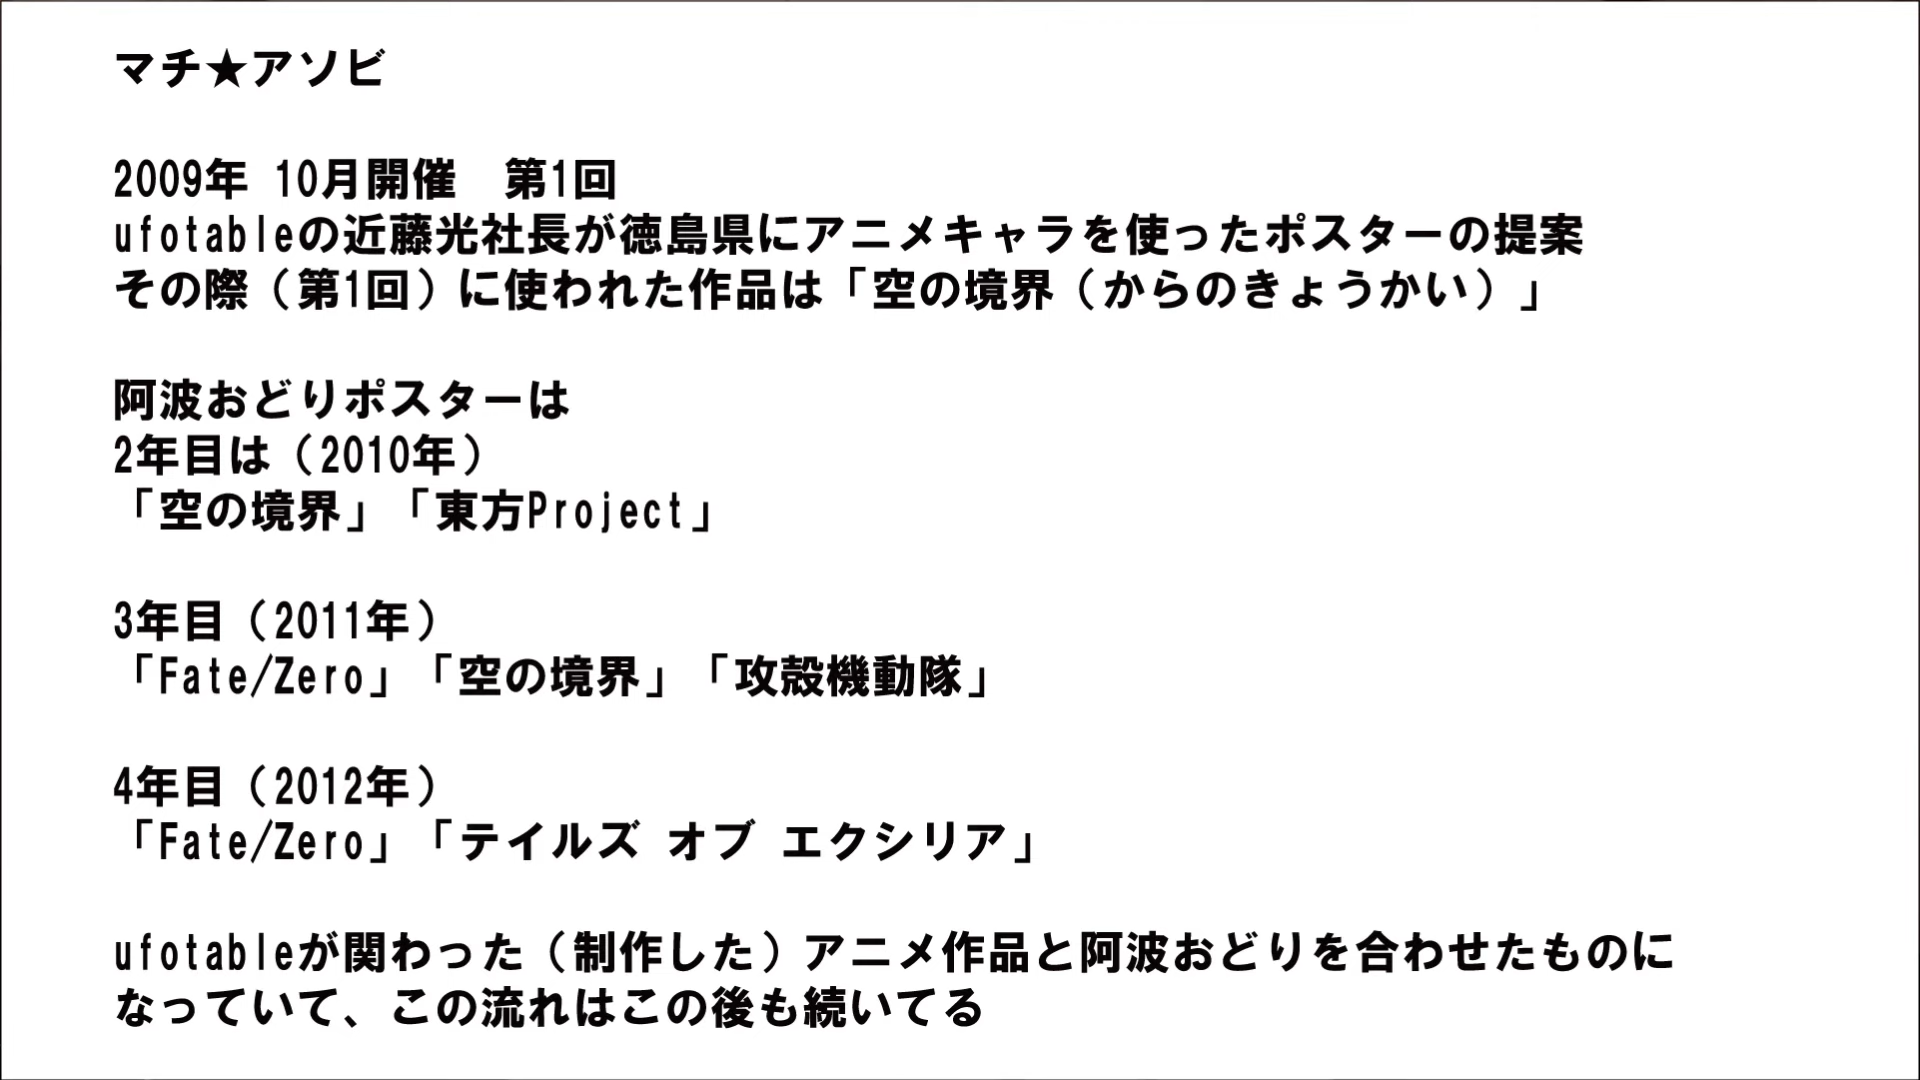 マチ★アソビ
2009年 10月開催　第1回
ufotableの近藤光社長が徳島県にアニメキャラを使ったポスターの提案
その際（第1回）に使われた作品は「空の境界（からのきょうかい）」
阿波おどりポスターは
2年目は（2010年）
「空の境界」「東方Project」
3年目（2011年）
「Fate/Zero」「空の境界」「攻殻機動隊」
4年目（2012年）
「Fate/Zero」「テイルズ オブ エクシリア」
ufotableが関わった（制作した）アニメ作品と阿波おどりを合わせたものに
なっていて、この流れはこの後も続いてる